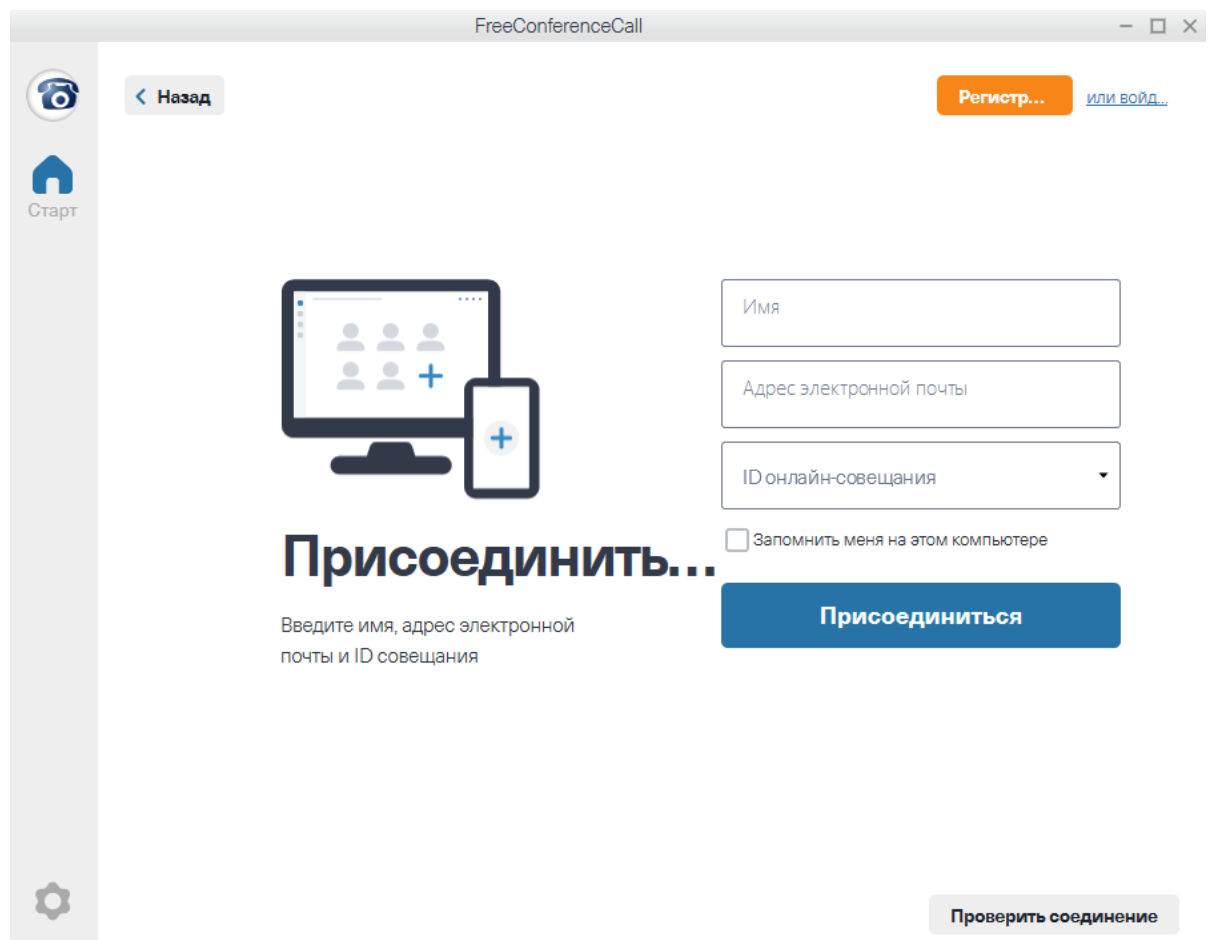 FreeConferenceCall
Назад
Регистр...
или войд...
Старт
Имя
Адрес электронной почты
ID онлайн-совещания
Запомнить меня на этом компьютере
Присоединиться
Присоединить...
Введите имя, адрес электронной
почты и ID совещания
Проверить соединение